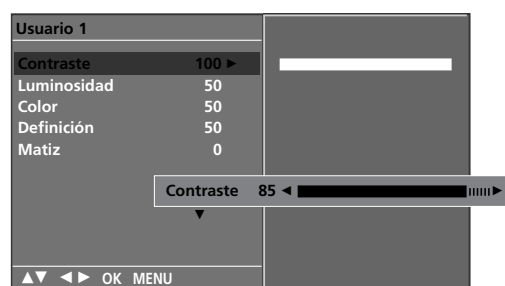 Usuario 1
Contraste 100 ►
Luminosidad 50
Color 50
Definición 50
Matiz 0
Contraste 85 ◄ ►
▼
▲▼ ◄► OK MENU